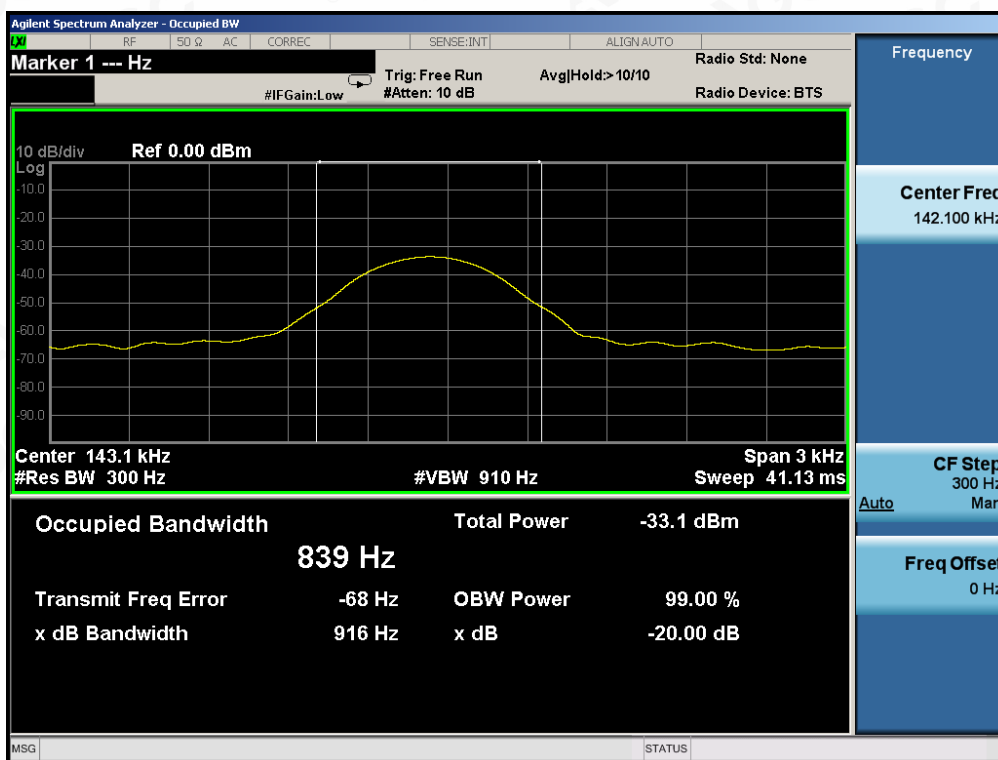 Agilent Spectrum Analyzer - Occupied BW
LXI RF 50 Ω AC CORREC SENSE:INT ALIGNAUTO
Marker 1 --- Hz
#IFGain:Low
Trig: Free Run
#Atten: 10 dB
Avg|Hold:>10/10
Radio Std: None
Radio Device: BTS
10 dB/div Ref 0.00 dBm
Log
-10.0
-20.0
-30.0
-40.0
-50.0
-60.0
-70.0
-80.0
-90.0
Center 143.1 kHz Span 3 kHz
#Res BW 300 Hz #VBW 910 Hz Sweep 41.13 ms
Occupied Bandwidth Total Power -33.1 dBm
839 Hz
Transmit Freq Error -68 Hz OBW Power 99.00 %
x dB Bandwidth 916 Hz x dB -20.00 dB
MSG STATUS
Frequency
Center Freq
142.100 kHz
CF Step
300 Hz
Auto Man
Freq Offset
0 Hz